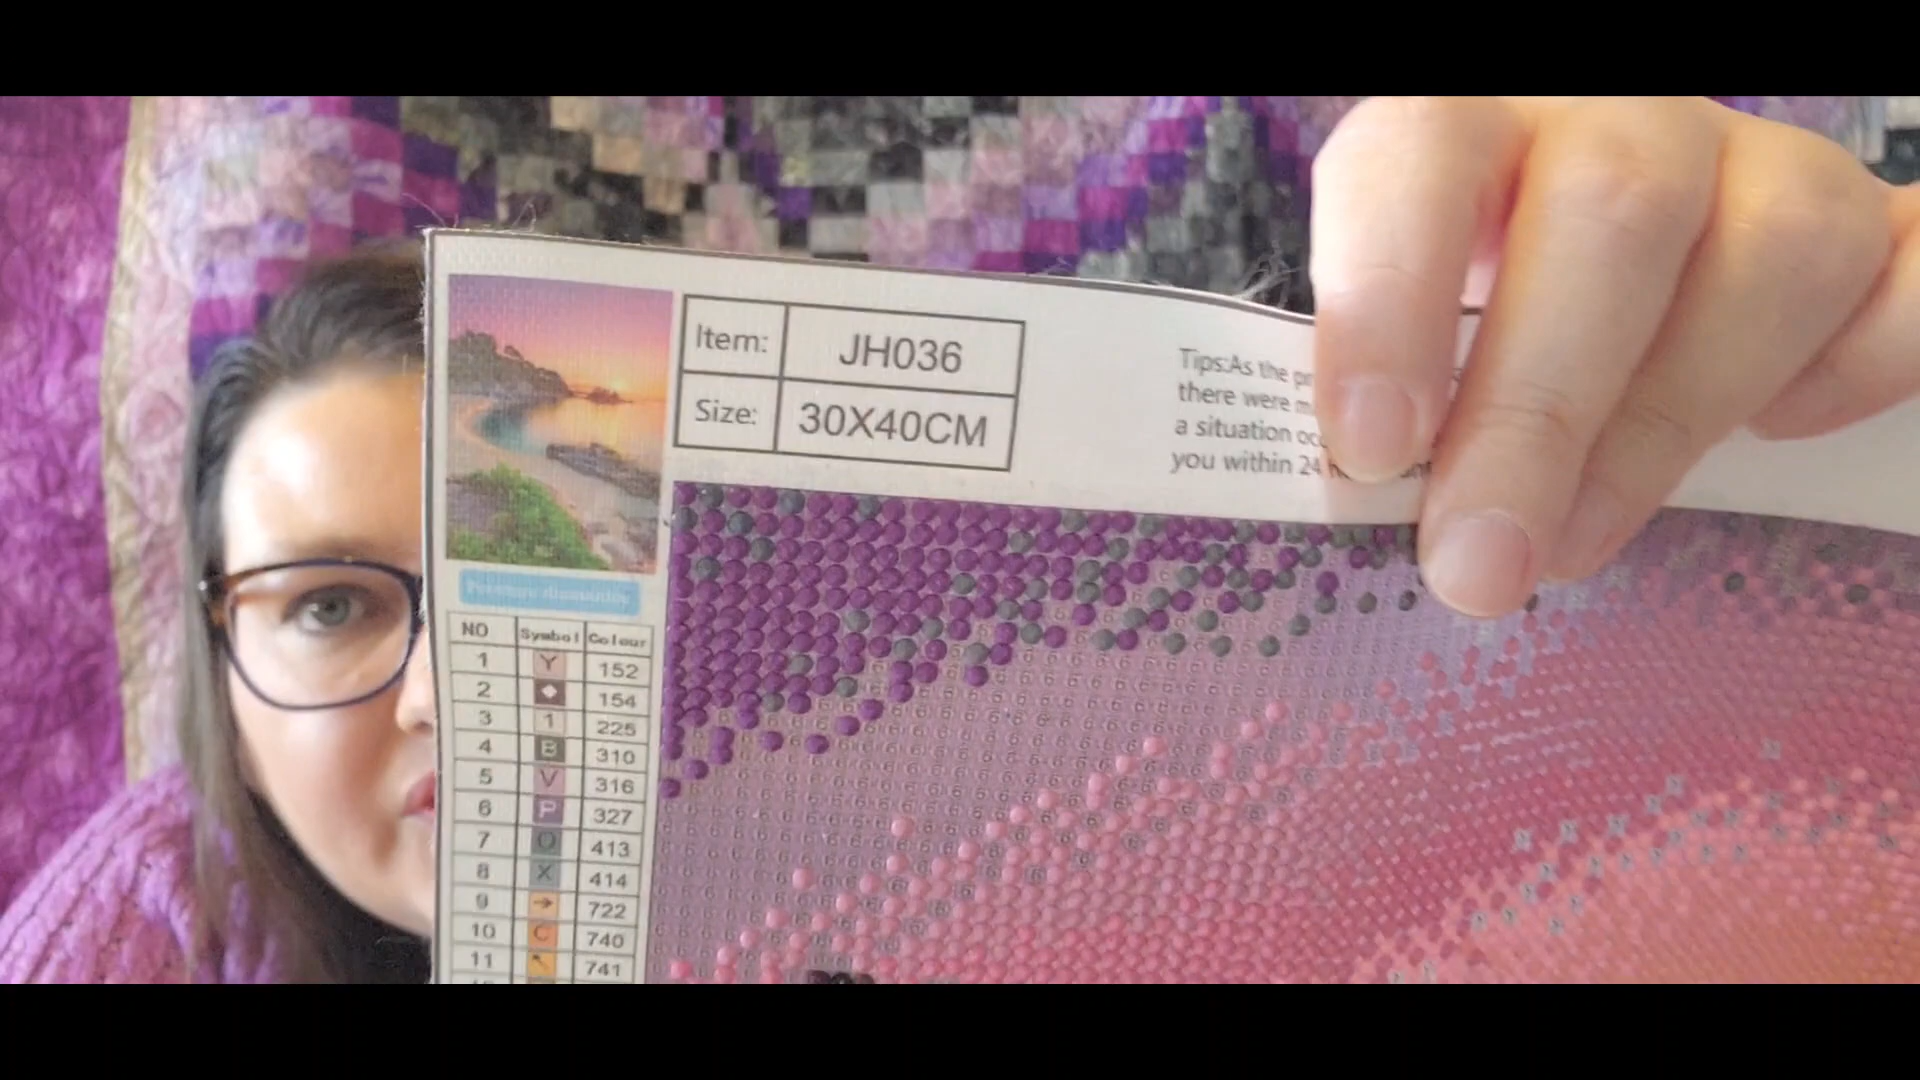 Item: JH036
Size: 30X40CM
Tips:As the
there were
a situation
you within 24
NO Symbol Colour
1 Y 152
2 154
3 1 225
4 B 310
5 V 316
6 P 327
7 O 413
8 X 414
9 → 722
10 C 740
11 ↖ 741